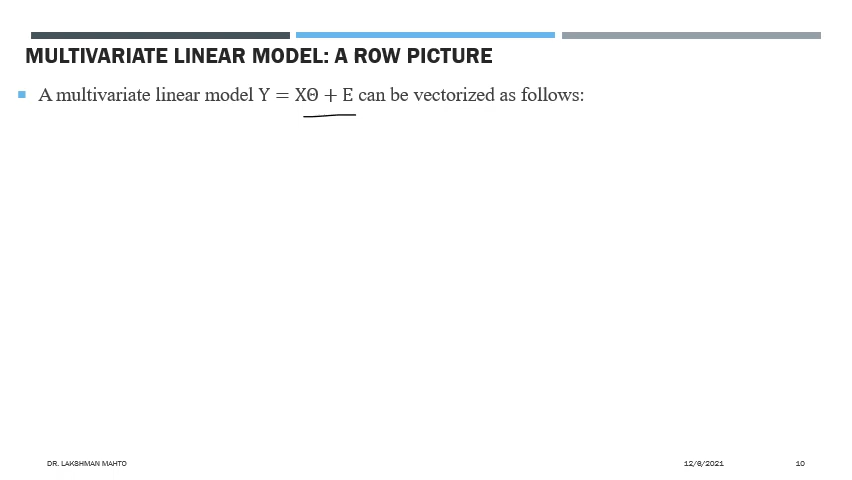 MULTIVARIATE LINEAR MODEL: A ROW PICTURE
A multivariate linear model Y = XΘ + E can be vectorized as follows:
DR. LAKSHMAN MAHTO 12/8/2021 10